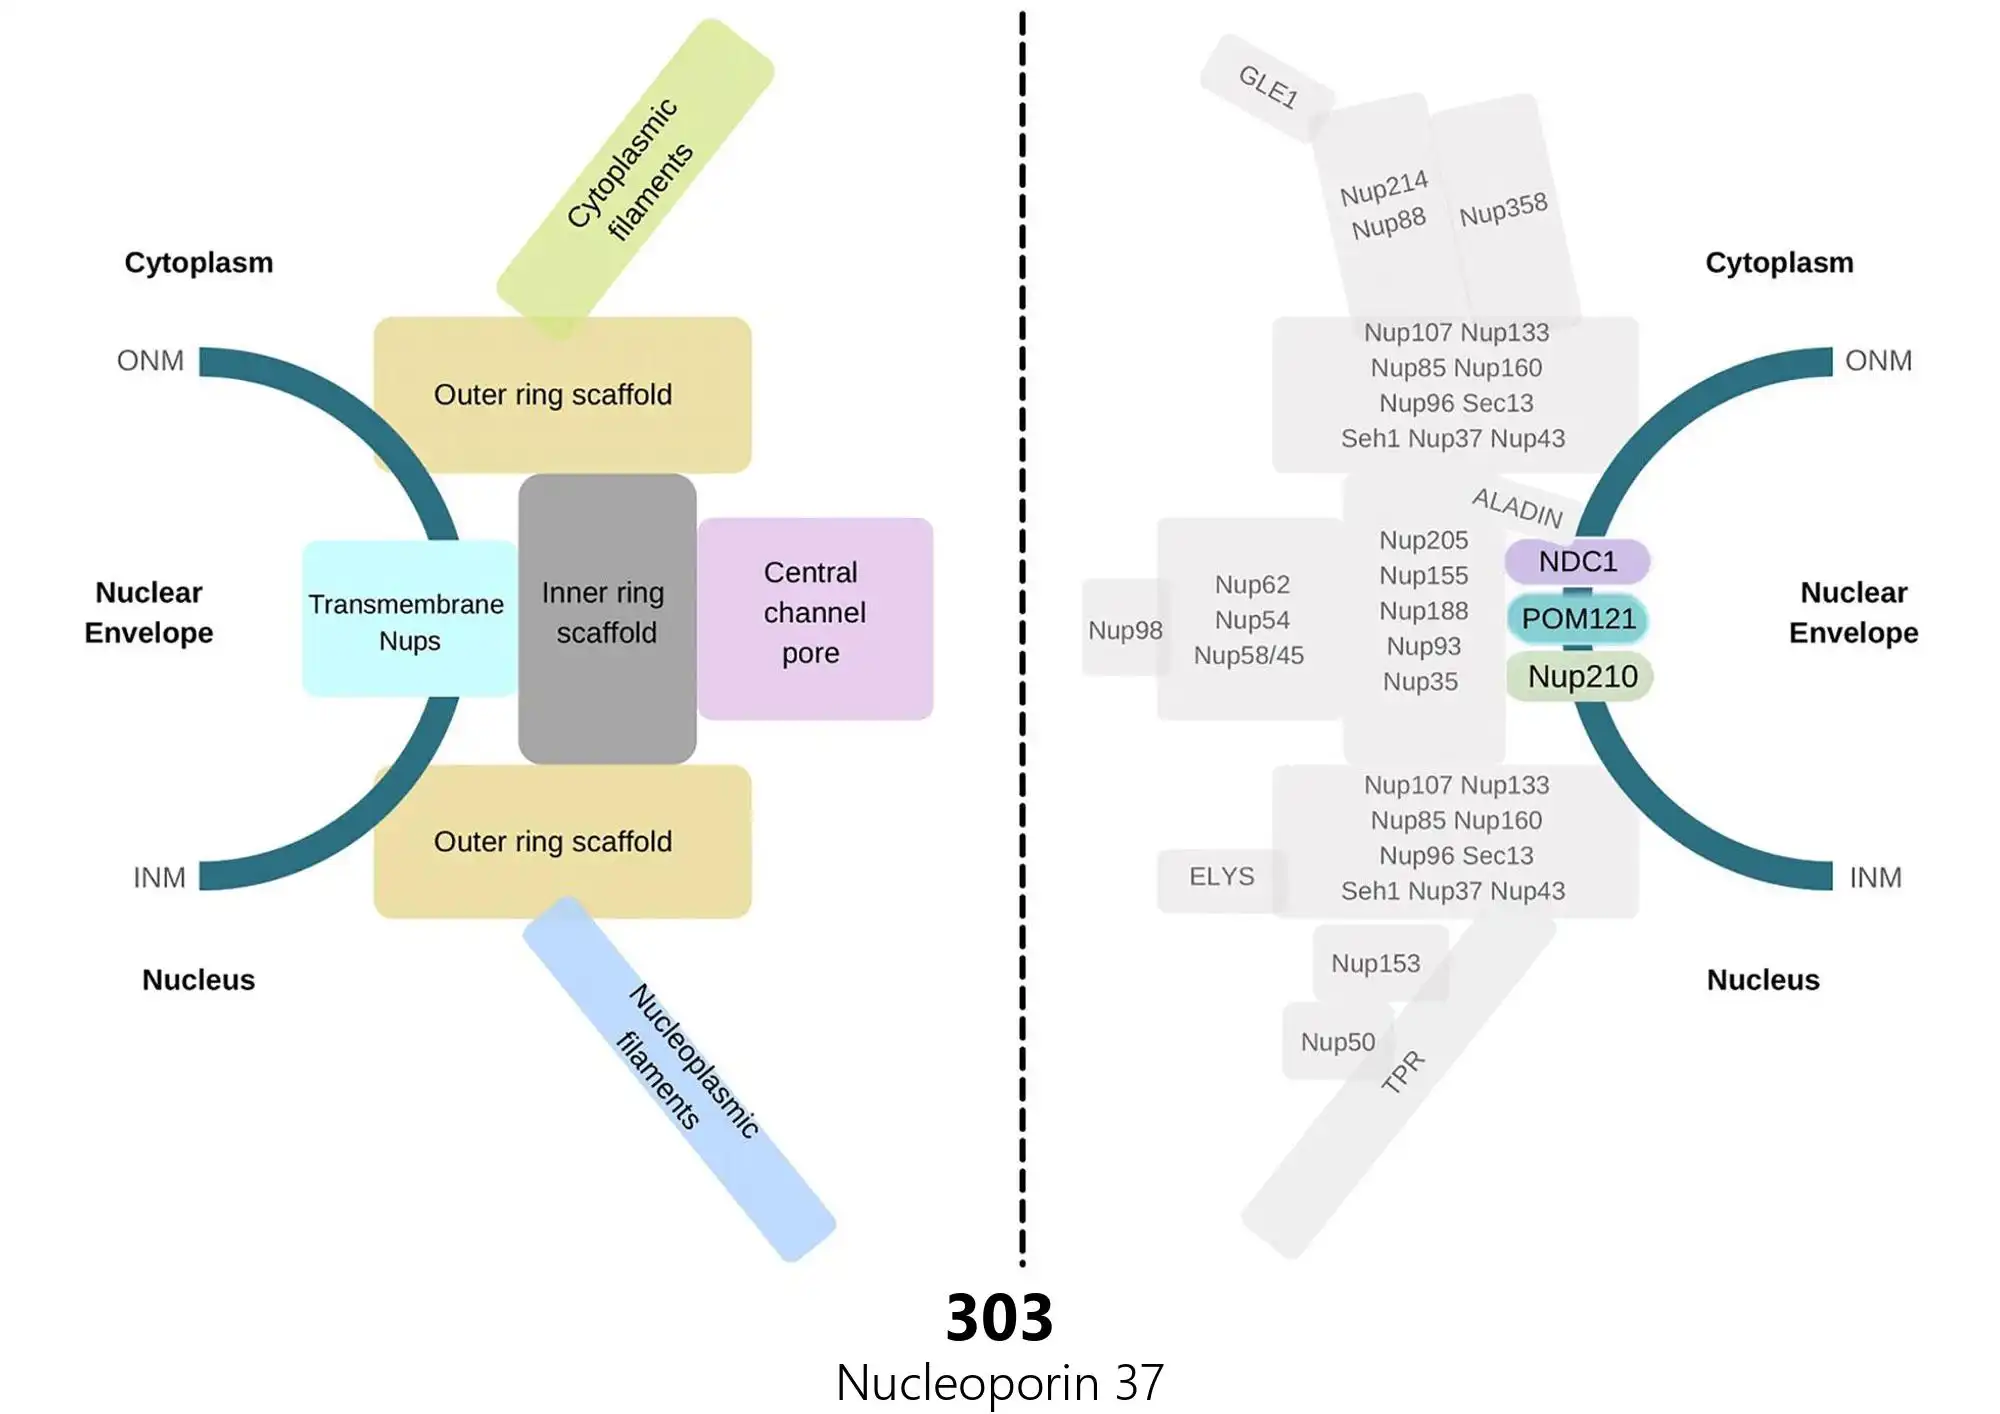 Cytoplasmic
filaments
Cytoplasm
ONM
Outer ring scaffold
Nuclear
Envelope
Transmembrane
Nups
Inner ring
scaffold
Central
channel
pore
Outer ring scaffold
INM
Nucleus
Nucleoplasmic
filaments
GLE1
Nup214
Nup88
Nup358
Cytoplasm
Nup107 Nup133
Nup85 Nup160
Nup96 Sec13
Seh1 Nup37 Nup43
ONM
ALADIN
Nup98
Nup62
Nup54
Nup58/45
Nup205
Nup155
Nup188
Nup93
Nup35
NDC1
POM121
Nup210
Nuclear
Envelope
Nup107 Nup133
Nup85 Nup160
Nup96 Sec13
Seh1 Nup37 Nup43
ELYS
INM
Nup153
Nup50
TPR
Nucleus
303
Nucleoporin 37